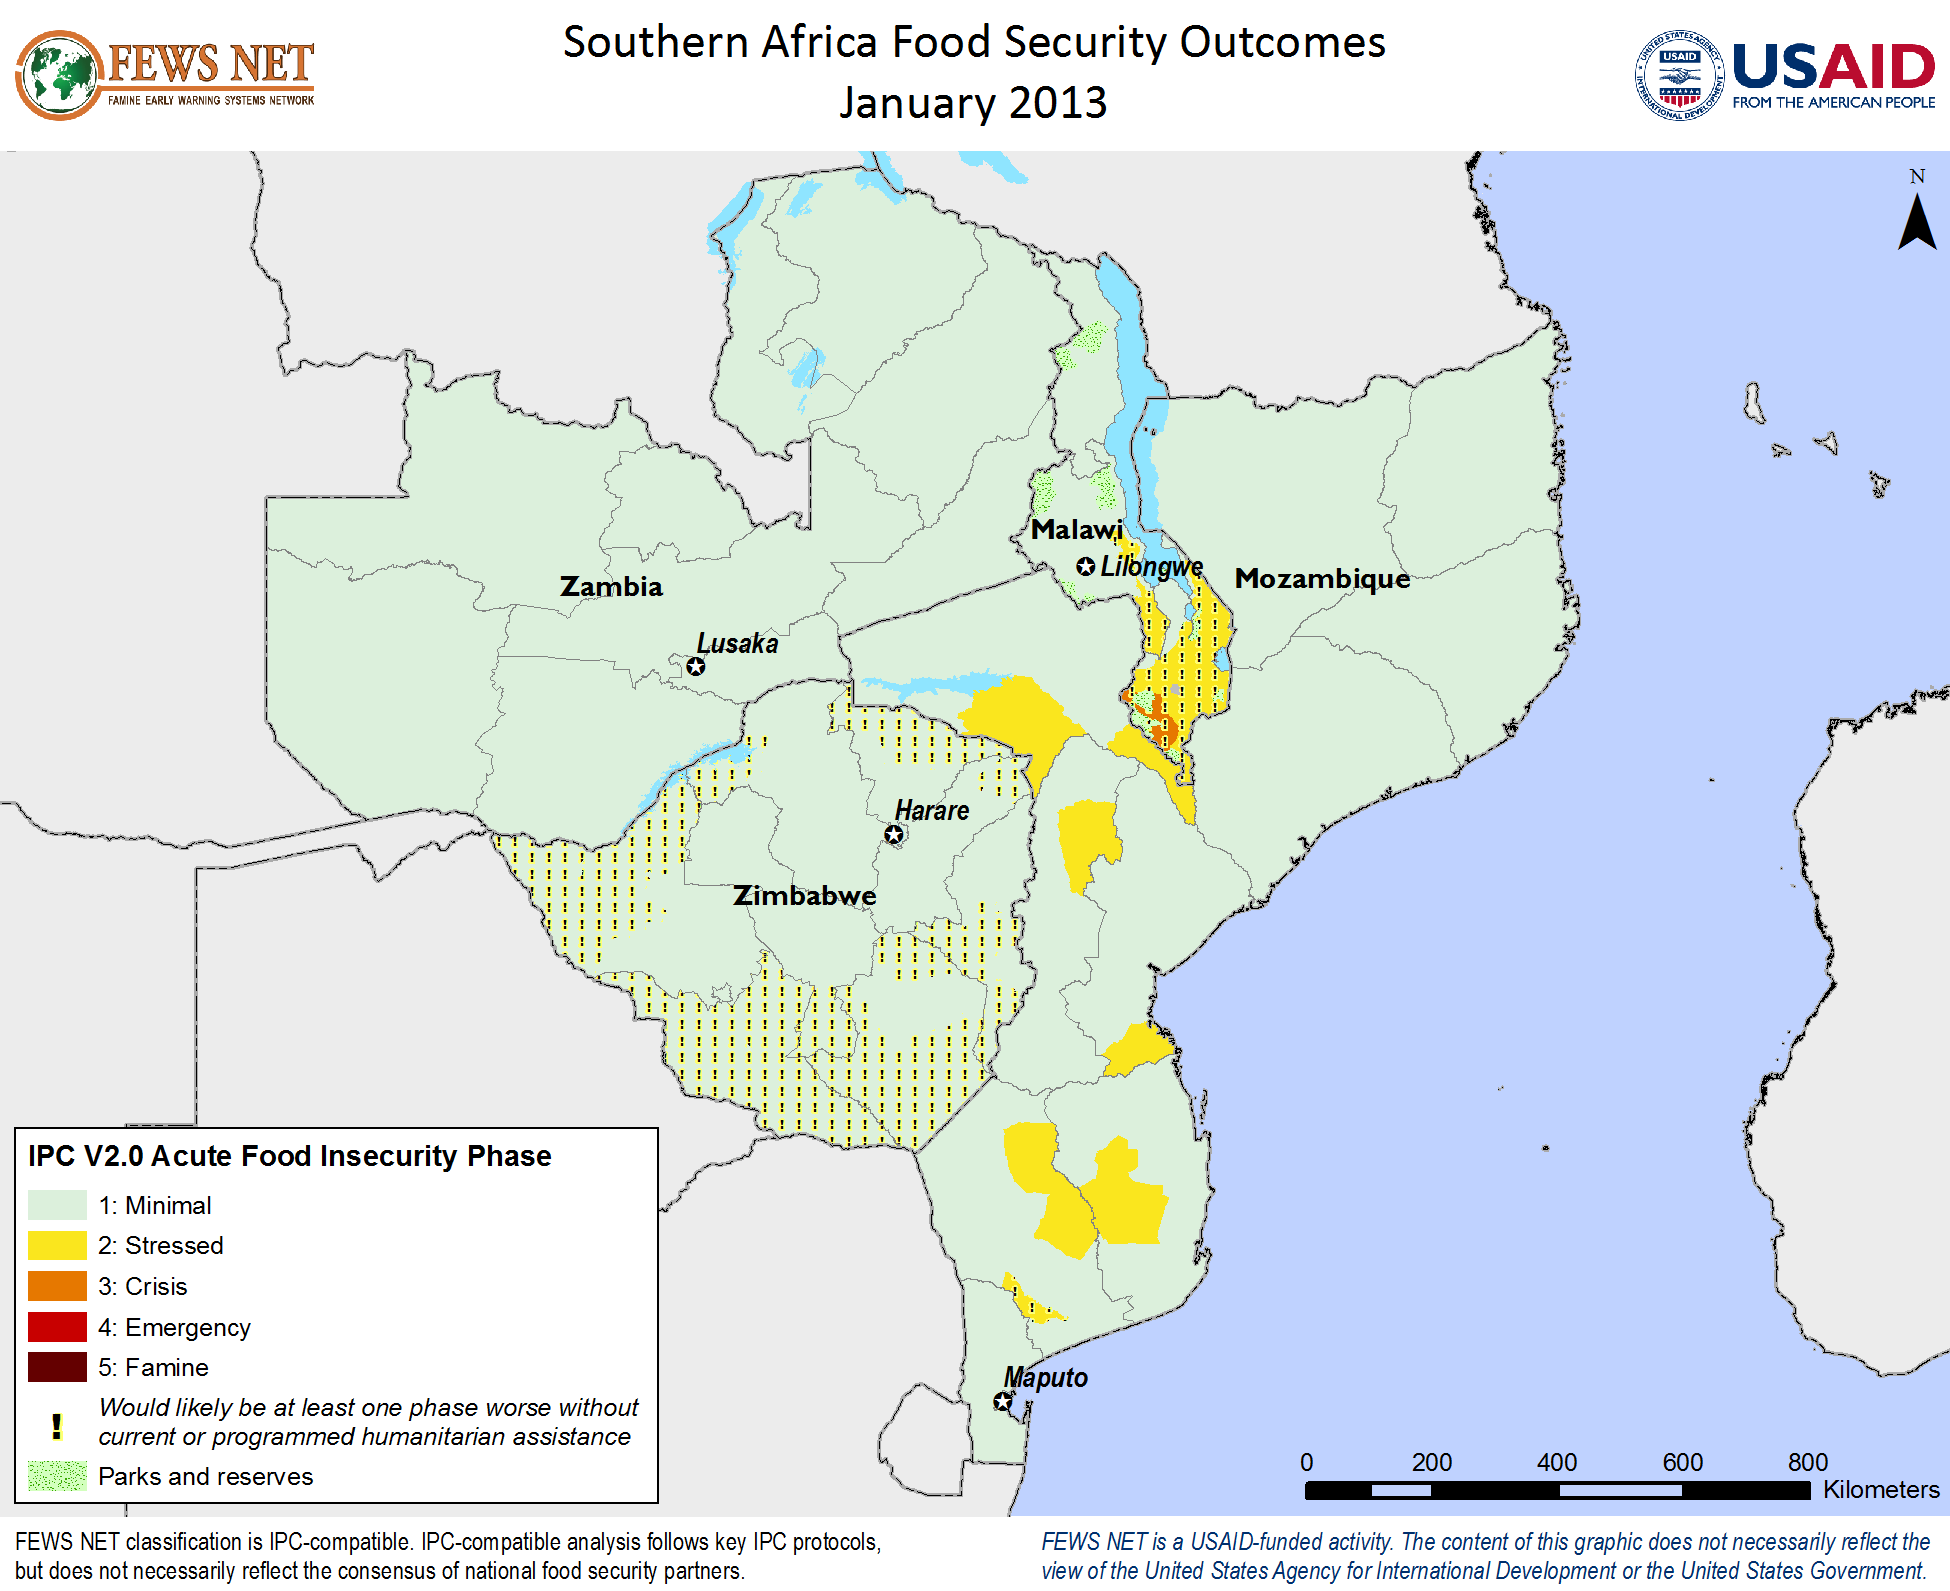 FEWS NET
FAMINE EARLY WARNING SYSTEMS NETWORK
Southern Africa Food Security Outcomes
January 2013
UNITED STATES AGENCY
USAID
INTERNATIONAL DEVELOPMENT
USAID
FROM THE AMERICAN PEOPLE
N
Malawi
Lilongwe
Mozambique
Zambia
Lusaka
Harare
Zimbabwe
Maputo
IPC V2.0 Acute Food Insecurity Phase
1: Minimal
2: Stressed
3: Crisis
4: Emergency
5: Famine
! Would likely be at least one phase worse without
current or programmed humanitarian assistance
Parks and reserves
0 200 400 600 800
Kilometers
FEWS NET classification is IPC-compatible. IPC-compatible analysis follows key IPC protocols,
but does not necessarily reflect the consensus of national food security partners.
FEWS NET is a USAID-funded activity. The content of this graphic does not necessarily reflect the
view of the United States Agency for International Development or the United States Government.